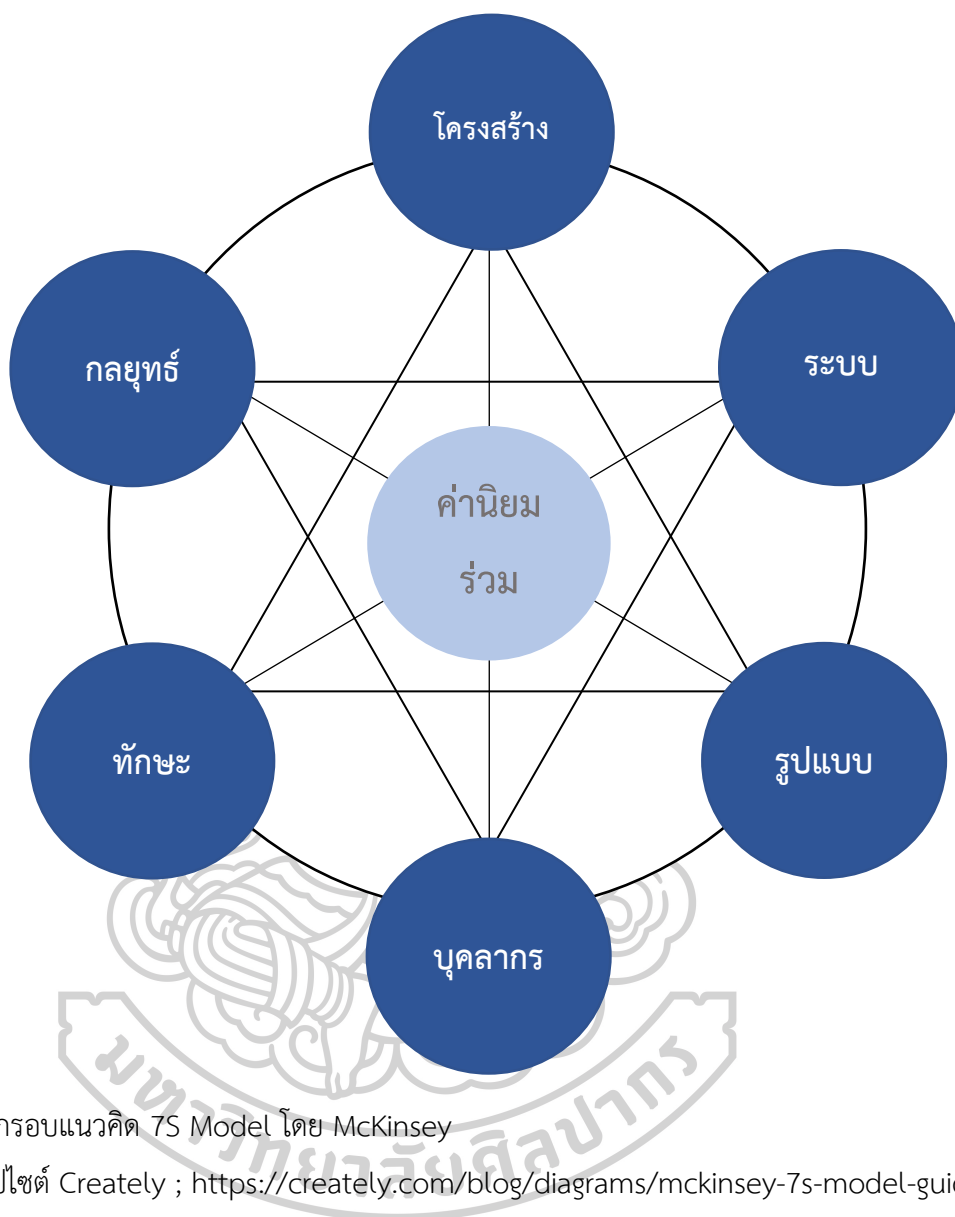 โครงสร้าง
กลยุทธ์
ระบบ
ค่านิยม
ร่วม
ทักษะ
รูปแบบ
บุคลากร
มหาวิทยาลัยศิลปากร
กรอบแนวคิด 7S Model โดย McKinsey
ไซต์ Creately ; https://creately.com/blog/diagrams/mckinsey-7s-model-guid